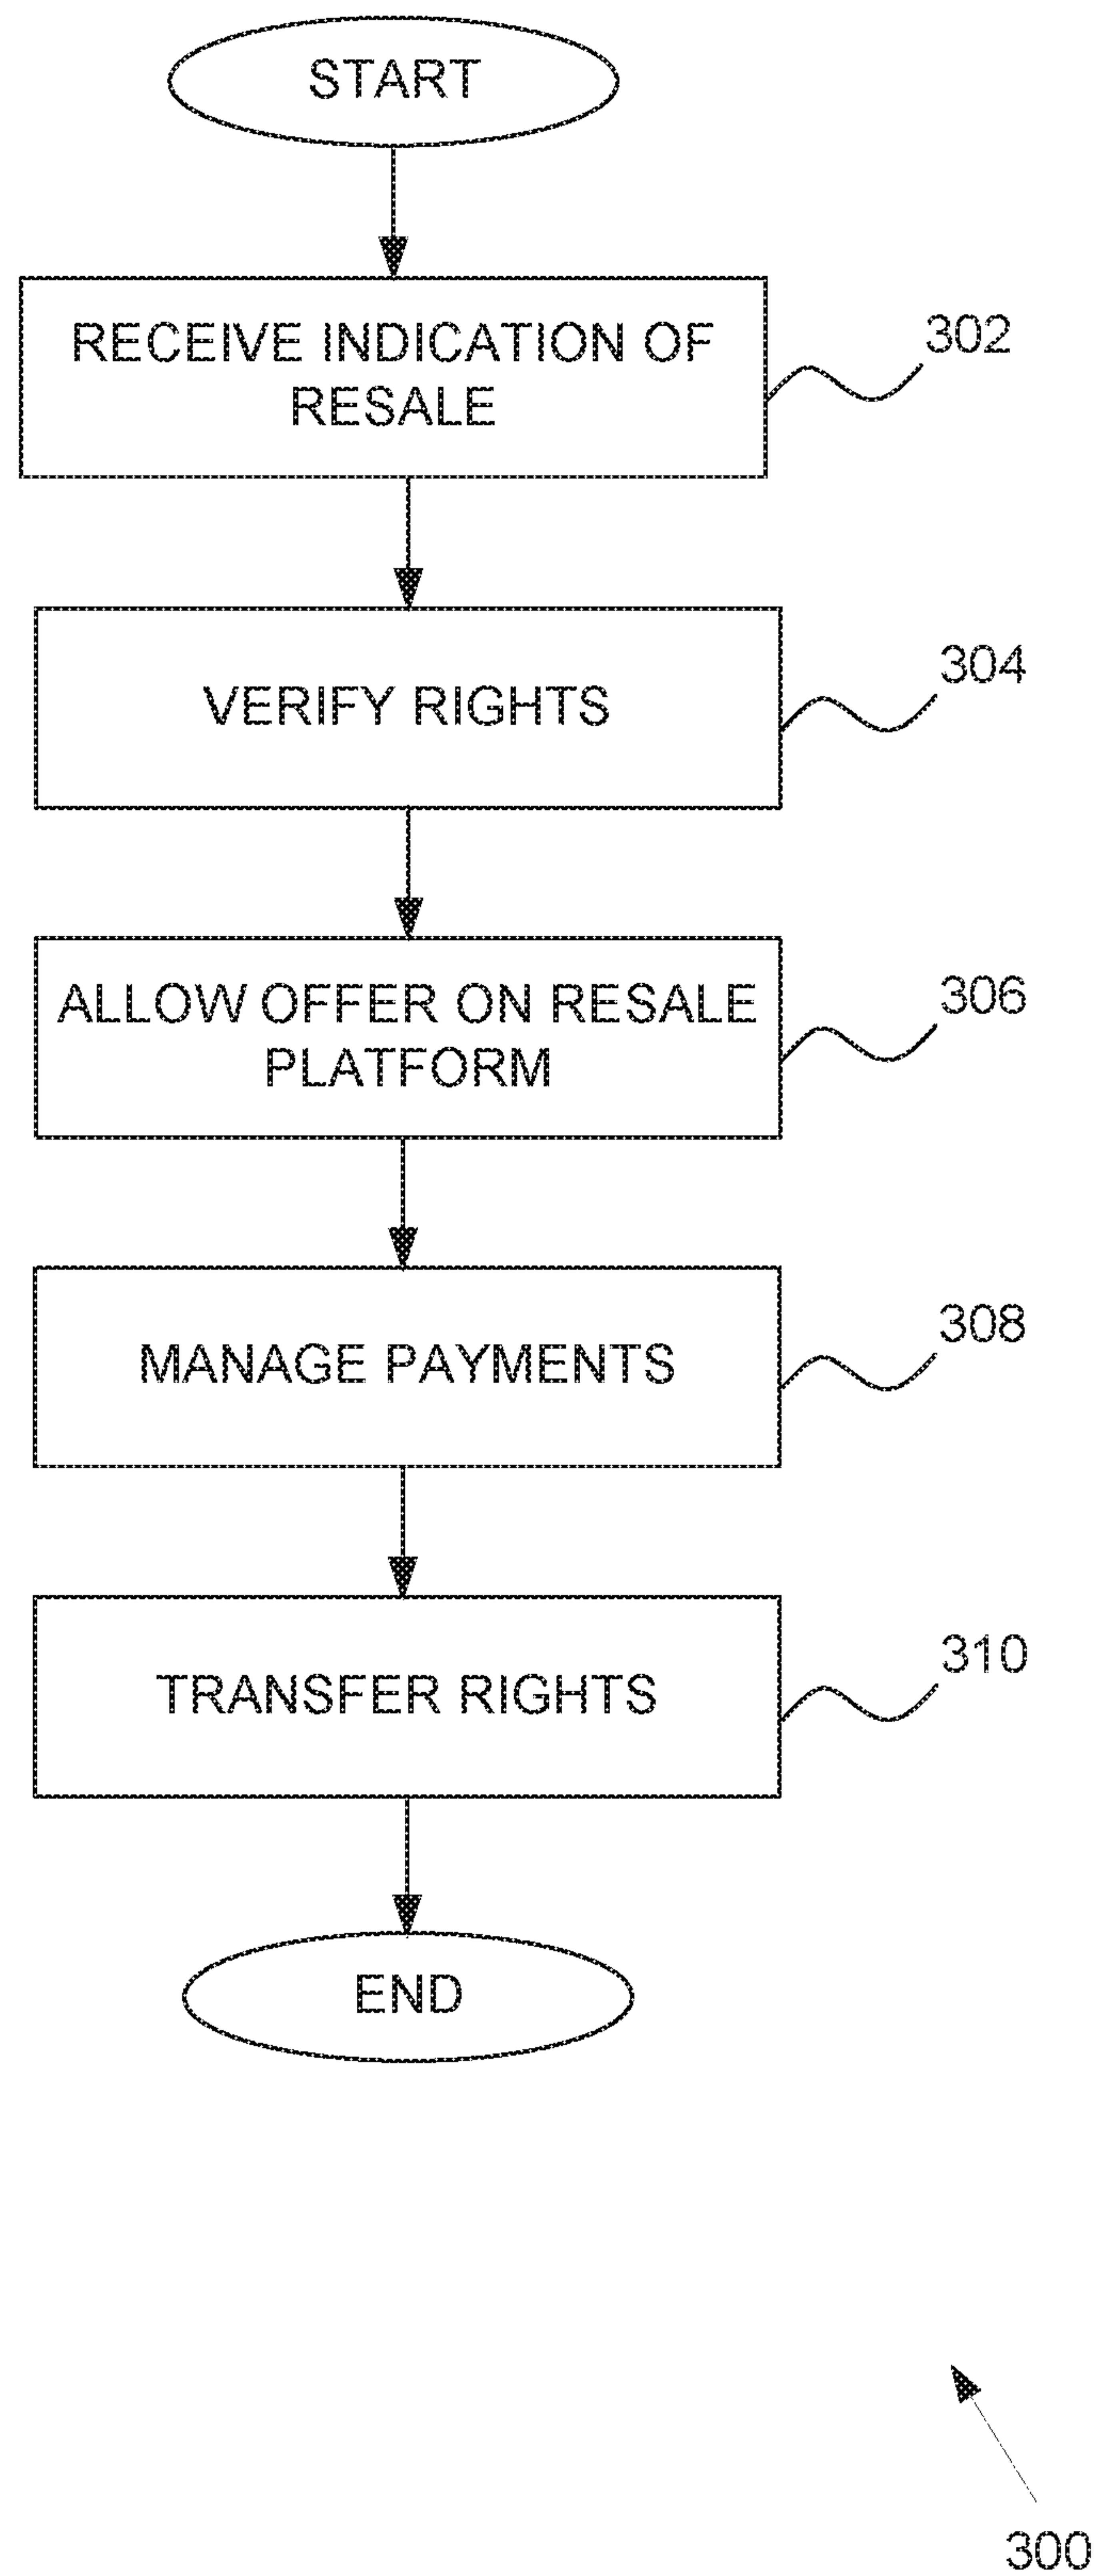 START
RECEIVE INDICATION OF
RESALE
302
VERIFY RIGHTS
304
ALLOW OFFER ON RESALE
PLATFORM
306
MANAGE PAYMENTS
308
TRANSFER RIGHTS
310
END
300